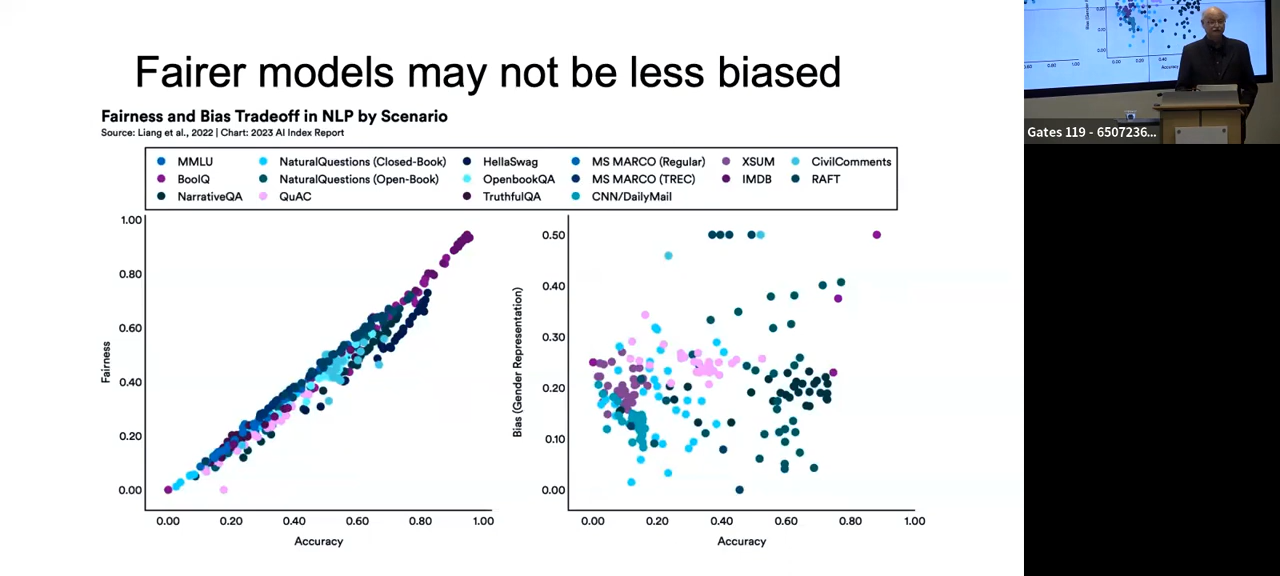 Fairer models may not be less biased
Fairness and Bias Tradeoff in NLP by Scenario
Source: Liang et al., 2022 | Chart: 2023 AI Index Report
MMLU NaturalQuestions (Closed-Book) HellaSwag MS MARCO (Regular) XSUM CivilComments
BoolQ NaturalQuestions (Open-Book) OpenbookQA MS MARCO (TREC) IMDB RAFT
NarrativeQA QuAC TruthfulQA CNN/DailyMail
Fairness
1.00
0.80
0.60
0.40
0.20
0.00
0.00 0.20 0.40 0.60 0.80 1.00
Accuracy
Bias (Gender Representation)
0.50
0.40
0.30
0.20
0.10
0.00
0.00 0.20 0.40 0.60 0.80 1.00
Accuracy
Gates 119 - 6507236...